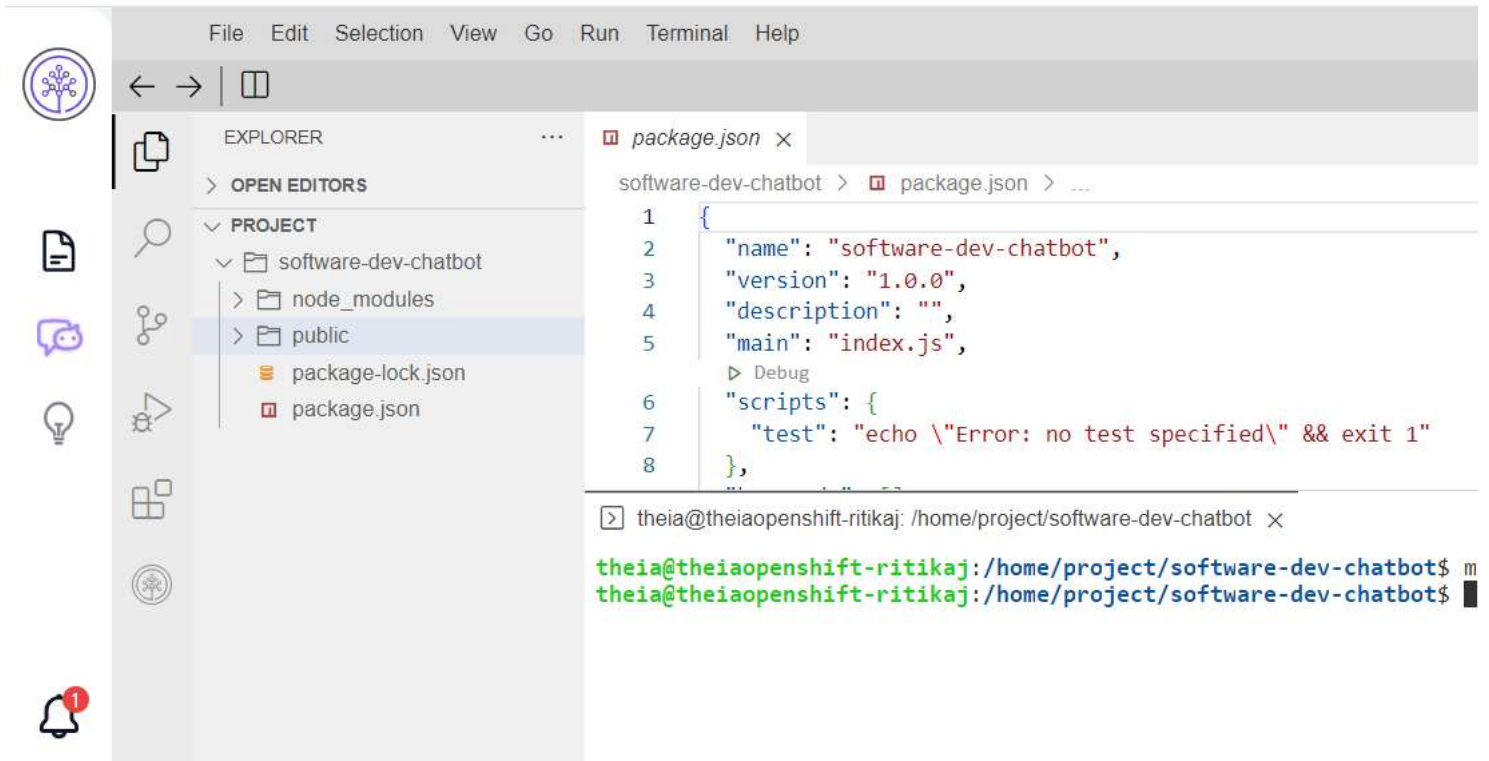 File Edit Selection View Go Run Terminal Help
EXPLORER ...
OPEN EDITORS
PROJECT
software-dev-chatbot
node_modules
public
package-lock.json
package.json
package.json ×
software-dev-chatbot > package.json > ...
1 {
2 "name": "software-dev-chatbot",
3 "version": "1.0.0",
4 "description": "",
5 "main": "index.js",
Debug
6 "scripts": {
7 "test": "echo \"Error: no test specified\" && exit 1"
8 },
theia@theiaopenshift-ritikaj: /home/project/software-dev-chatbot ×
theia@theiaopenshift-ritikaj:/home/project/software-dev-chatbot$ m
theia@theiaopenshift-ritikaj:/home/project/software-dev-chatbot$
1